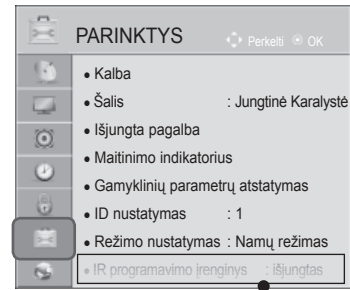 PARINKTYS
Perkelti OK
• Kalba
• Šalis : Jungtinė Karalystė
• Išjungta pagalba
• Maitinimo indikatorius
• Gamyklinių parametrų atstatymas
• ID nustatymas : 1
• Režimo nustatymas : Namų režimas
• IR programavimo įrenginys : išjungtas